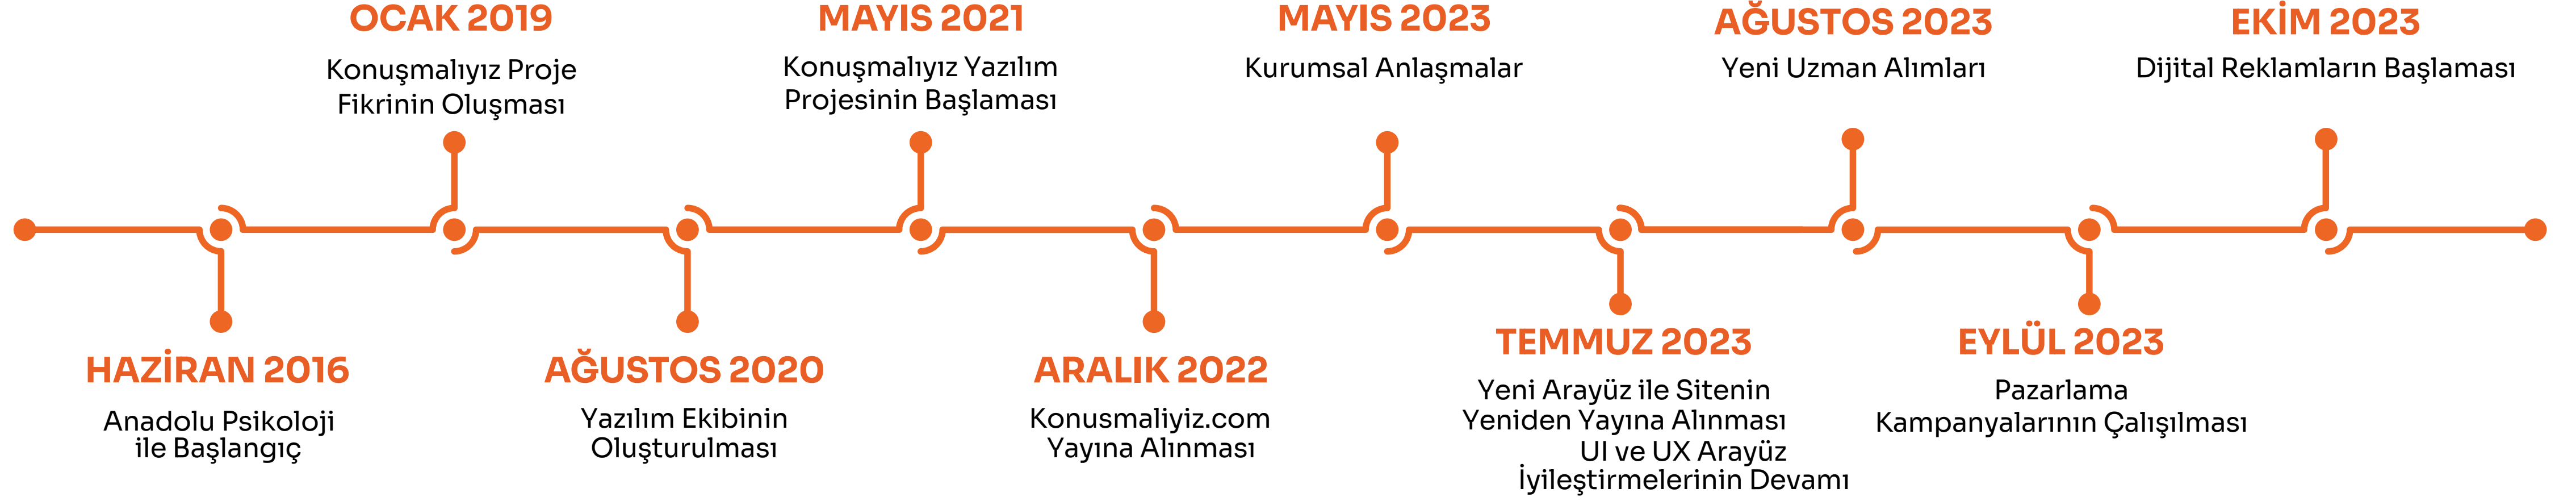 OCAK 2019
Konuşmalıyız Proje
Fikrinin Oluşması
MAYIS 2021
Konuşmalıyız Yazılım
Projesinin Başlaması
MAYIS 2023
Kurumsal Anlaşmalar
AĞUSTOS 2023
Yeni Uzman Alımları
EKİM 2023
Dijital Reklamların Başlaması
HAZİRAN 2016
Anadolu Psikoloji
ile Başlangıç
AĞUSTOS 2020
Yazılım Ekibinin
Oluşturulması
ARALIK 2022
Konusmaliyiz.com
Yayına Alınması
TEMMUZ 2023
Yeni Arayüz ile Sitenin
Yeniden Yayına Alınması
UI ve UX Arayüz
İyileştirmelerinin Devamı
EYLÜL 2023
Pazarlama
Kampanyalarının Çalışılması